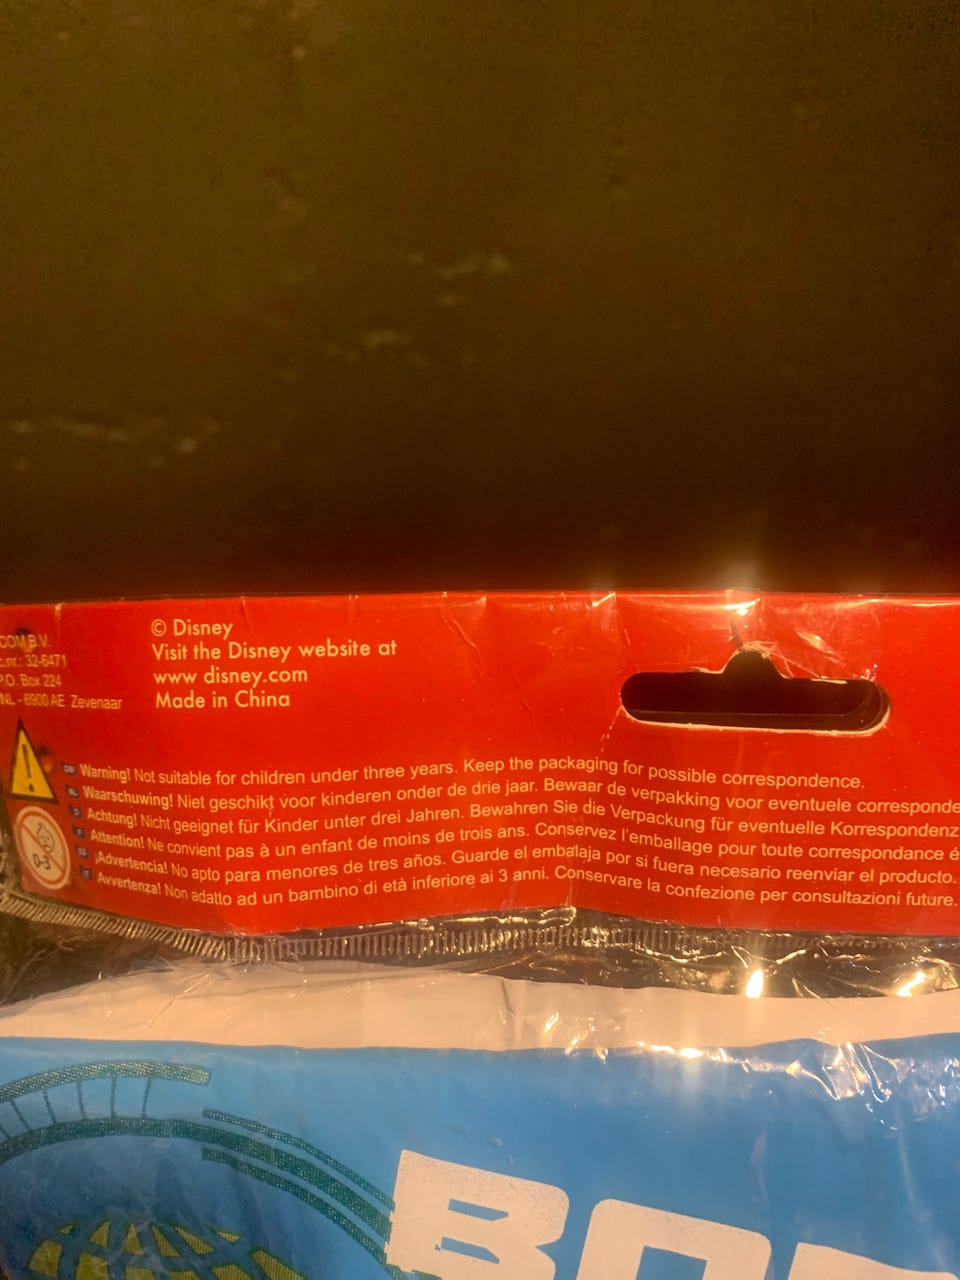 COM B.V.
c.nr.: 32-6471
P.O. Box 224
NL - 6900 AE Zevenaar
© Disney
Visit the Disney website at
www disney.com
Made in China
GB Warning! Not suitable for children under three years. Keep the packaging for possible correspondence.
NL Waarschuwing! Niet geschikt voor kinderen onder de drie jaar. Bewaar de verpakking voor eventuele corresponde
D Achtung! Nicht geeignet für Kinder unter drei Jahren. Bewahren Sie die Verpackung für eventuelle Korrespondenz
F Attention! Ne convient pas à un enfant de moins de trois ans. Conservez l'emballage pour toute correspondance é
ES ¡Advertencia! No apto para menores de tres años. Guarde el embalaja por si fuera necesario reenviar el producto.
Avvertenza! Non adatto ad un bambino di età inferiore ai 3 anni. Conservare la confezione per consultazioni future.
0-3